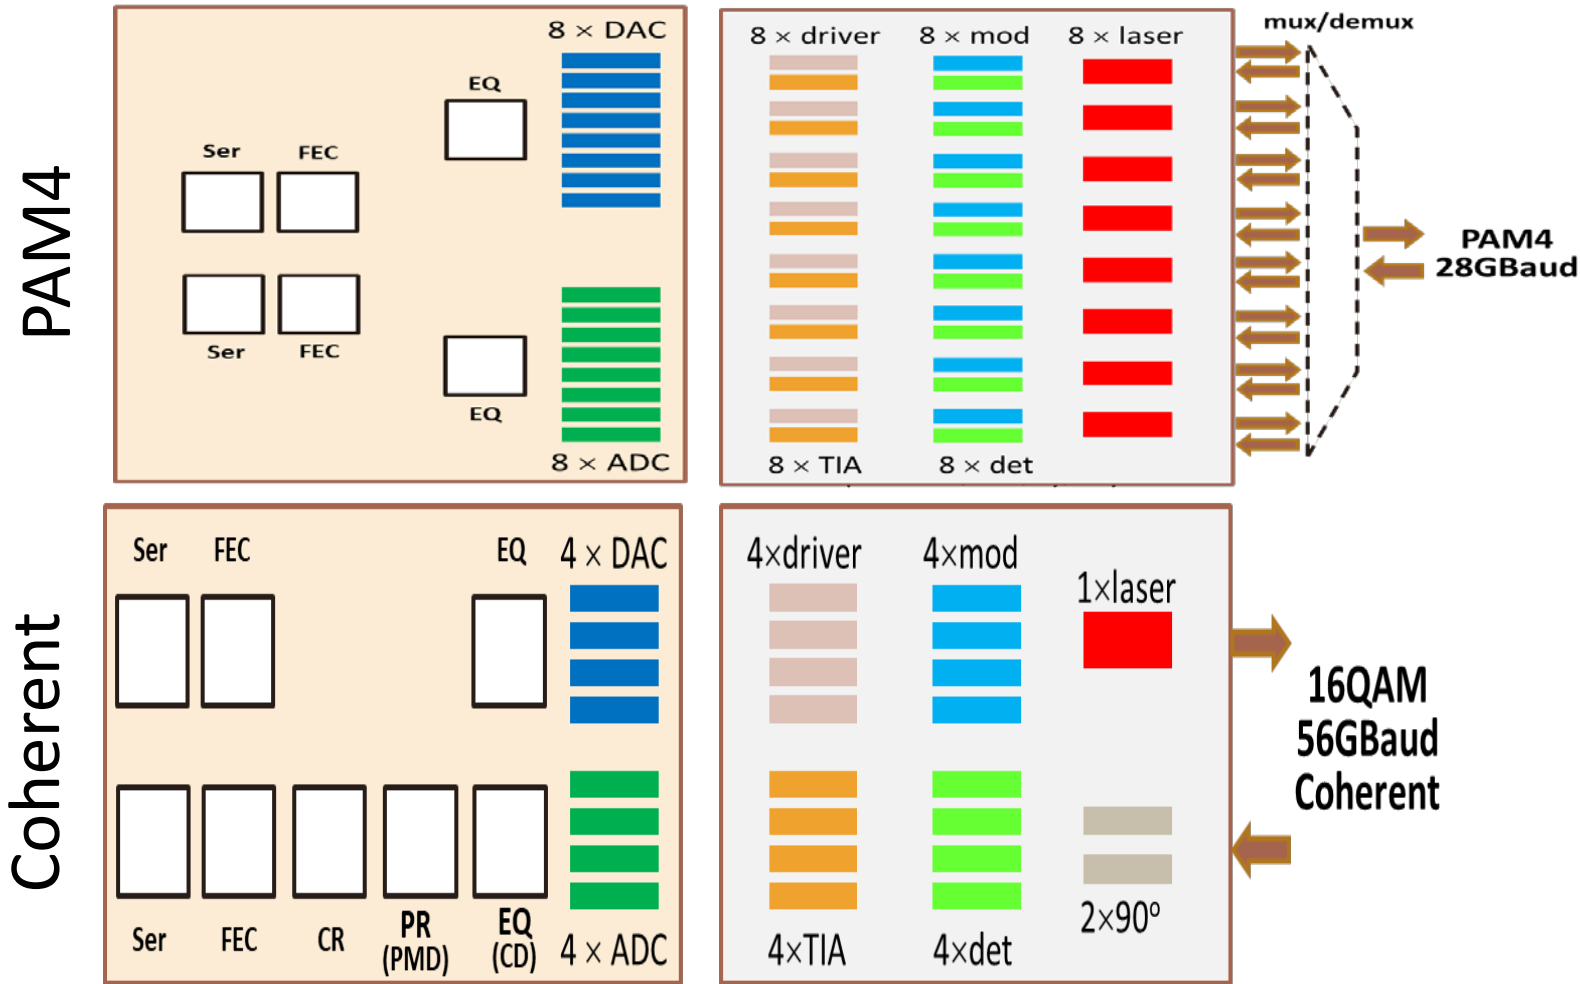 PAM4
8 × DAC
EQ
Ser
FEC
Ser
FEC
EQ
8 × ADC
8 × driver
8 × mod
8 × laser
8 × TIA
8 × det
mux/demux
PAM4
28GBaud
Coherent
Ser
FEC
EQ
4 × DAC
Ser
FEC
CR
PR
(PMD)
EQ
(CD)
4 × ADC
4×driver
4×mod
1×laser
4×TIA
4×det
2×90º
16QAM
56GBaud
Coherent